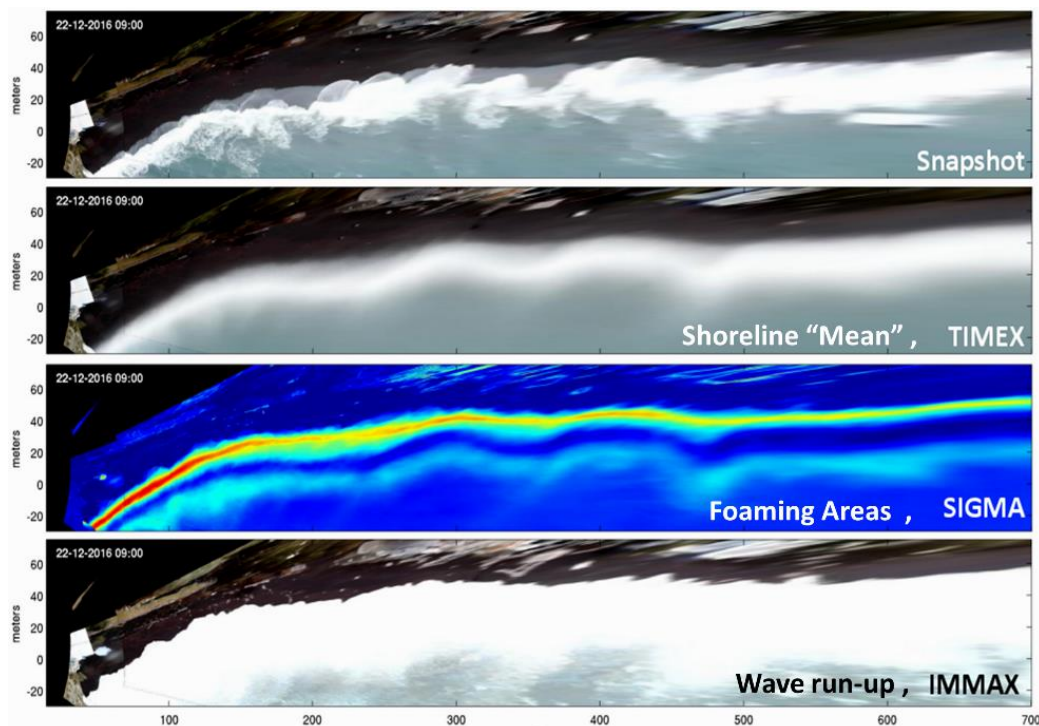 22-12-2016 09:00
60
40
20
0
-20
meters
Snapshot
22-12-2016 09:00
60
40
20
0
-20
meters
Shoreline “Mean” , TIMEX
22-12-2016 09:00
60
40
20
0
-20
meters
Foaming Areas , SIGMA
22-12-2016 09:00
60
40
20
0
-20
meters
Wave run-up , IMMAX
100 200 300 400 500 600 700